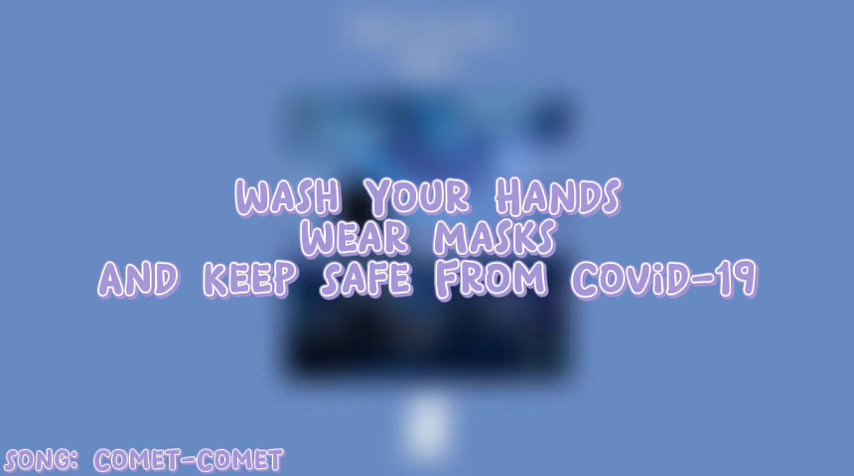 WASH YOUR HANDS
WEAR MASKS
AND KEEP SAFE FROM COViD-19
SONG: COMET-COMET